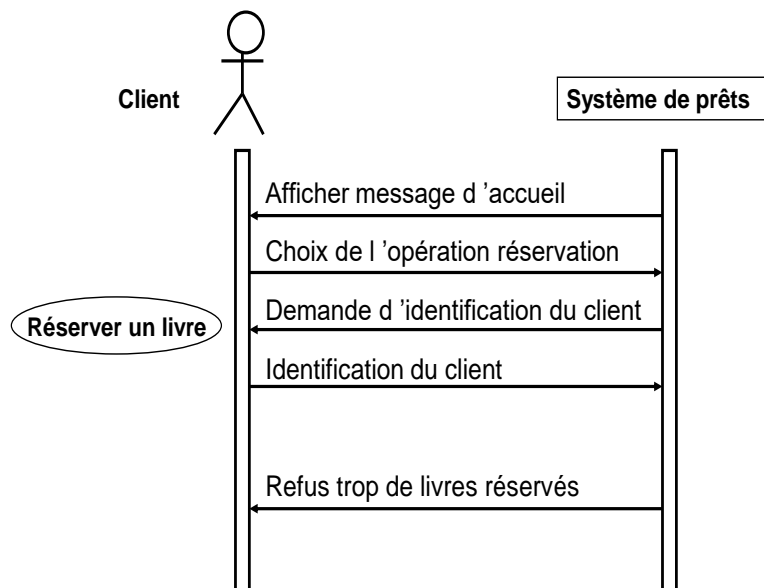 Client
Système de prêts
Afficher message d ’accueil
Choix de l ’opération réservation
Demande d ’identification du client
Réserver un livre
Identification du client
Refus trop de livres réservés